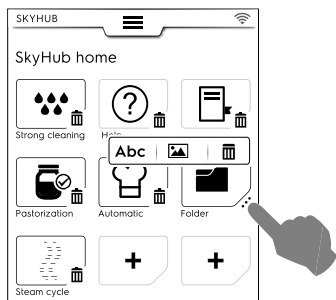 SKYHUB
SkyHub home
Strong cleaning
Help
Abc
Pastorization
Automatic
Folder
Steam cycle